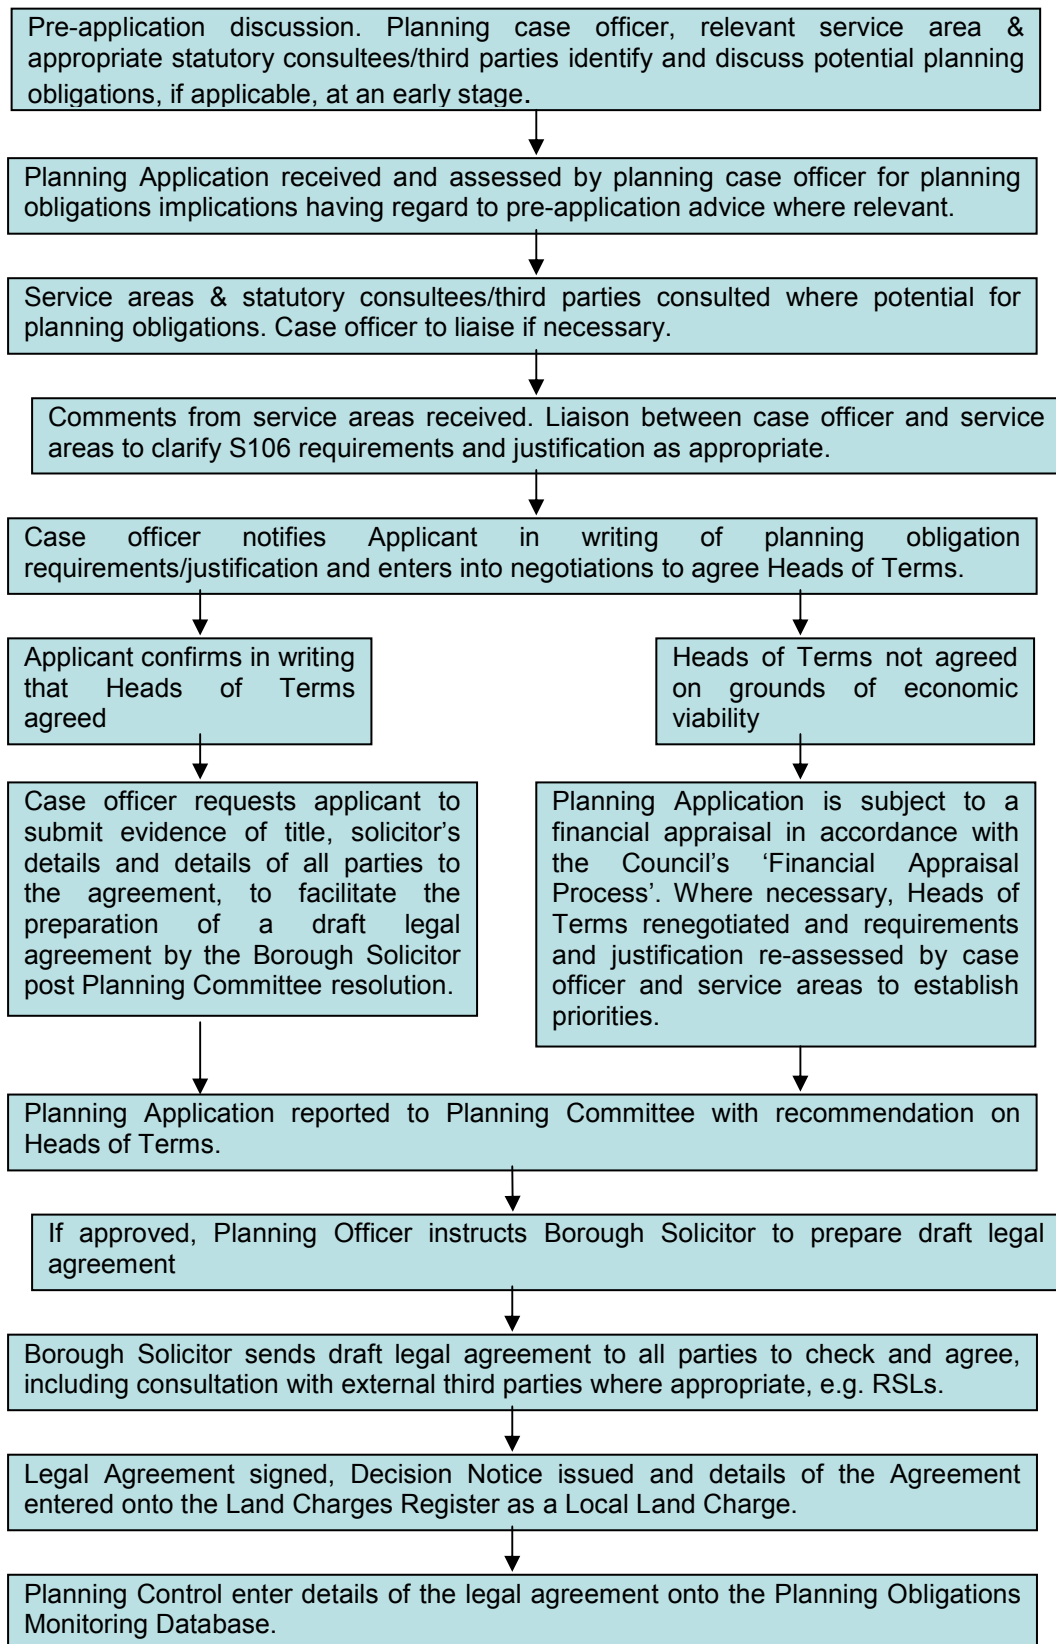 Pre-application discussion. Planning case officer, relevant service area &
appropriate statutory consultees/third parties identify and discuss potential planning
obligations, if applicable, at an early stage.
Planning Application received and assessed by planning case officer for planning
obligations implications having regard to pre-application advice where relevant.
Service areas & statutory consultees/third parties consulted where potential for
planning obligations. Case officer to liaise if necessary.
Comments from service areas received. Liaison between case officer and service
areas to clarify S106 requirements and justification as appropriate.
Case officer notifies Applicant in writing of planning obligation
requirements/justification and enters into negotiations to agree Heads of Terms.
Applicant confirms in writing
that Heads of Terms
agreed
Heads of Terms not agreed
on grounds of economic
viability
Case officer requests applicant to
submit evidence of title, solicitor's
details and details of all parties to
the agreement, to facilitate the
preparation of a draft legal
agreement by the Borough Solicitor
post Planning Committee resolution.
Planning Application is subject to a
financial appraisal in accordance with
the Council's ‘Financial Appraisal
Process’. Where necessary, Heads of
Terms renegotiated and requirements
and justification re-assessed by case
officer and service areas to establish
priorities.
Planning Application reported to Planning Committee with recommendation on
Heads of Terms.
If approved, Planning Officer instructs Borough Solicitor to prepare draft legal
agreement
Borough Solicitor sends draft legal agreement to all parties to check and agree,
including consultation with external third parties where appropriate, e.g. RSLs.
Legal Agreement signed, Decision Notice issued and details of the Agreement
entered onto the Land Charges Register as a Local Land Charge.
Planning Control enter details of the legal agreement onto the Planning Obligations
Monitoring Database.